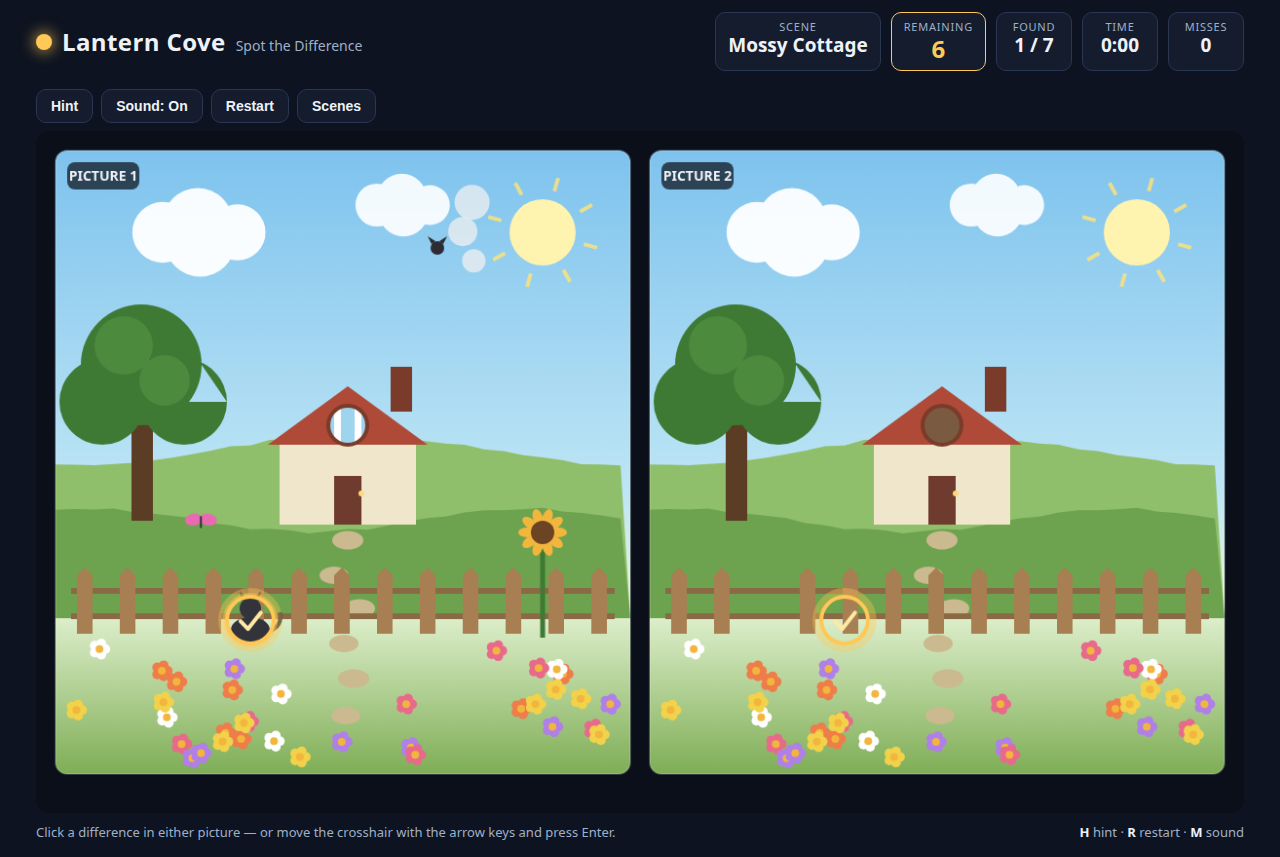 Lantern Cove Spot the Difference
SCENE
Mossy Cottage
REMAINING
6
FOUND
1 / 7
TIME
0:00
MISSES
0
Hint
Sound: On
Restart
Scenes
PICTURE 1
PICTURE 2
Click a difference in either picture — or move the crosshair with the arrow keys and press Enter.
H hint · R restart · M sound